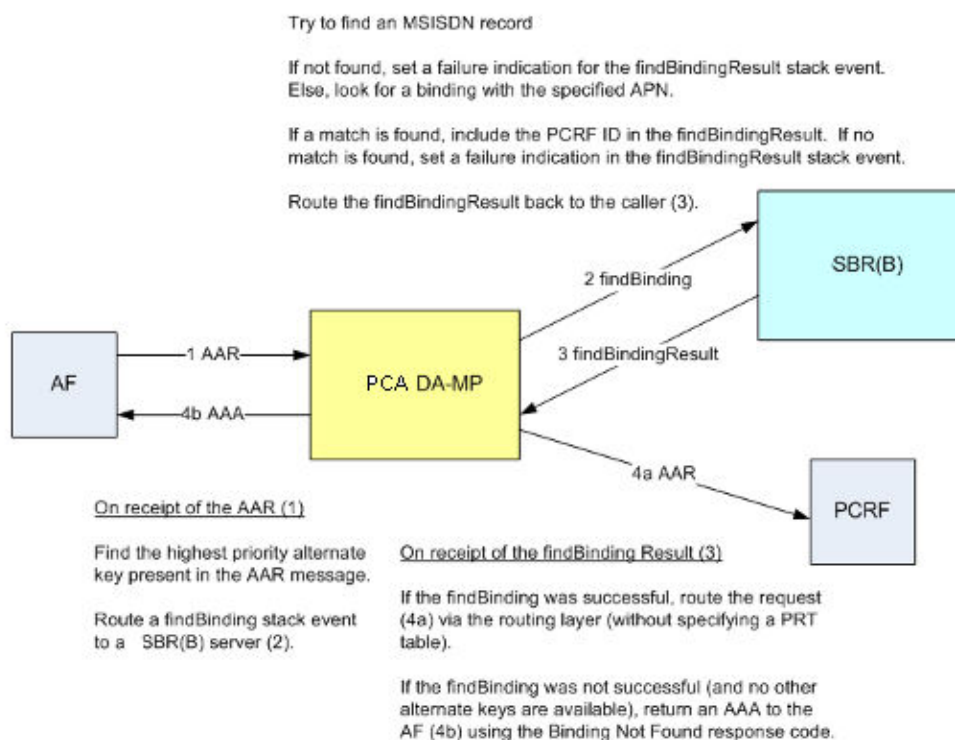 Try to find an MSISDN record
If not found, set a failure indication for the findBindingResult stack event.
Else, look for a binding with the specified APN.
If a match is found, include the PCRF ID in the findBindingResult. If no
match is found, set a failure indication in the findBindingResult stack event.
Route the findBindingResult back to the caller (3).
SBR(B)
2 findBinding
3 findBindingResult
1 AAR
AF
PCA DA-MP
4b AAA
4a AAR
PCRF
On receipt of the AAR (1)
Find the highest priority alternate
key present in the AAR message.
Route a findBinding stack event
to a SBR(B) server (2).
On receipt of the findBinding Result (3)
If the findBinding was successful, route the request
(4a) via the routing layer (without specifying a PRT
table).
If the findBinding was not successful (and no other
alternate keys are available), return an AAA to the
AF (4b) using the Binding Not Found response code.